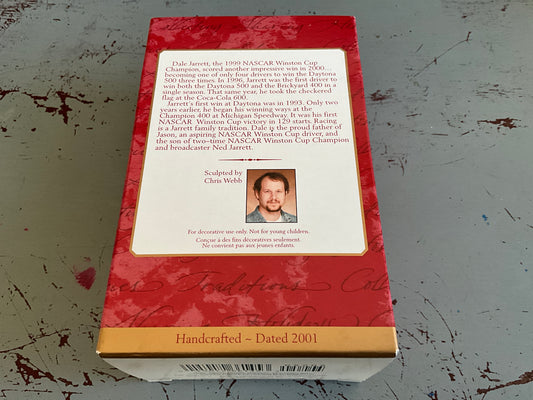 Dale Jarrett, the 1999 NASCAR Winston Cup
Champion, scored another impressive win in 2000…
becoming one of only four drivers to win the Daytona
500 three times. In 1996, Jarrett was the first driver to
win both the Daytona 500 and the Brickyard 400 in a
single season. That same year, he took the checkered
flag at the Coca-Cola 600.
Jarrett's first win at Daytona was in 1993. Only two
years earlier, he began his winning ways at the
Champion 400 at Michigan Speedway. It was his first
NASCAR Winston Cup victory in 129 starts. Racing
is a Jarrett family tradition. Dale is the proud father of
Jason, an aspiring NASCAR Winston Cup driver, and
the son of two-time NASCAR Winston Cup Champion
and broadcaster Ned Jarrett.
Sculpted by
Chris Webb
For decorative use only. Not for young children.
Conçue à des fins décoratives seulement.
Ne convient pas aux jeunes enfants.
Traditions
Handcrafted ~ Dated 2001